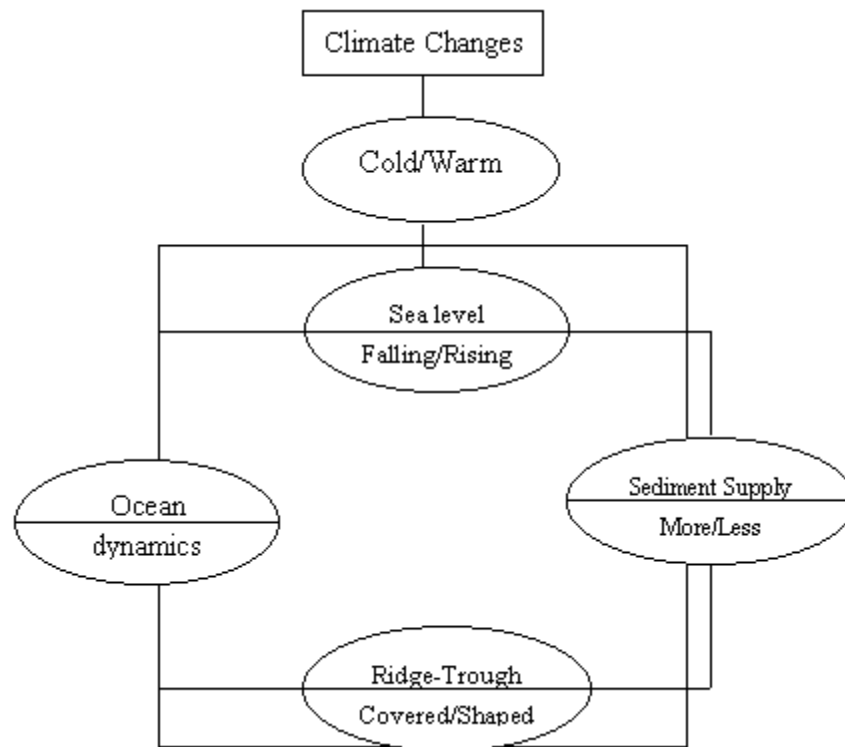 Climate Changes
Cold/Warm
Sea level
Falling/Rising
Ocean
dynamics
Sediment Supply
More/Less
Ridge-Trough
Covered/Shaped